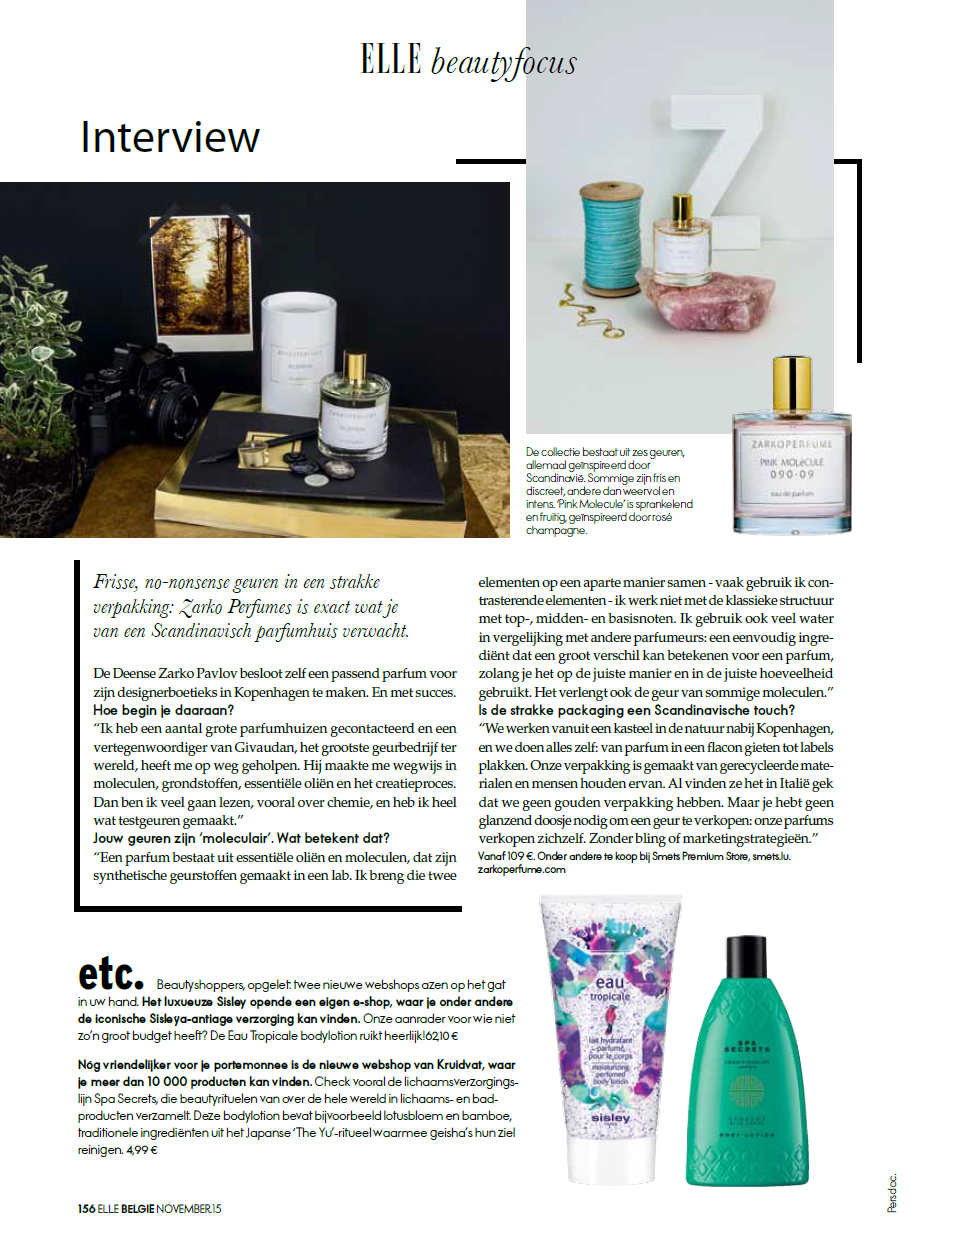 ELLE beautyfocus
Interview
ZARKOPERFUME
PINK MOLéCULE
090·09
eau de parfum
De collectie bestaat uit zes geuren,
allemaal geïnspireerd door
Scandinavië. Sommige zijn fris en
discreet, andere dan weer vol en
intens. 'Pink Molecule' is sprankelend
en fruitig, geïnspireerd door rosé
champagne.
Frisse, no-nonsense geuren in een strakke
verpakking: Zarko Perfumes is exact wat je
van een Scandinavisch parfumhuis verwacht.
De Deense Zarko Pavlov besloot zelf een passend parfum voor
zijn designerboetieks in Kopenhagen te maken. En met succes.
Hoe begin je daaraan?
“Ik heb een aantal grote parfumhuizen gecontacteerd en een
vertegenwoordiger van Givaudan, het grootste geurbedrijf ter
wereld, heeft me op weg geholpen. Hij maakte me wegwijs in
moleculen, grondstoffen, essentiële oliën en het creatieproces.
Dan ben ik veel gaan lezen, vooral over chemie, en heb ik heel
wat testgeuren gemaakt.”
Jouw geuren zijn ‘moleculair’. Wat betekent dat?
“Een parfum bestaat uit essentiële oliën en moleculen, dat zijn
synthetische geurstoffen gemaakt in een lab. Ik breng die twee
elementen op een aparte manier samen - vaak gebruik ik con-
trasterende elementen - ik werk niet met de klassieke structuur
met top-, midden- en basisnoten. Ik gebruik ook veel water
in vergelijking met andere parfumeurs: een eenvoudig ingre-
diënt dat een groot verschil kan betekenen voor een parfum,
zolang je het op de juiste manier en in de juiste hoeveelheid
gebruikt. Het verlengt ook de geur van sommige moleculen.”
Is de strakke packaging een Scandinavische touch?
“We werken vanuit een kasteel in de natuur nabij Kopenhagen,
en we doen alles zelf: van parfum in een flacon gieten tot labels
plakken. Onze verpakking is gemaakt van gerecycleerde mate-
rialen en mensen houden ervan. Al vinden ze het in Italië gek
dat we geen gouden verpakking hebben. Maar je hebt geen
glanzend doosje nodig om een geur te verkopen: onze parfums
verkopen zichzelf. Zonder bling of marketingstrategieën.”
Vanaf 109 €. Onder andere te koop bij Smets Premium Store, smets.lu.
zarkoperfume.com
etc. Beautyshoppers, opgelet: twee nieuwe webshops azen op het gat
in uw hand. Het luxueuze Sisley opende een eigen e-shop, waar je onder andere
de iconische Sisleya-antiage verzorging kan vinden. Onze aanrader voor wie niet
zo’n groot budget heeft? De Eau Tropicale bodylotion ruikt heerlijk! 62,10 €
Nóg vriendelijker voor je portemonnee is de nieuwe webshop van Kruidvat, waar
je meer dan 10 000 producten kan vinden. Check vooral de lichaamsverzorgings-
lijn Spa Secrets, die beautyrituelen van over de hele wereld in lichaams- en bad-
producten verzamelt. Deze bodylotion bevat bijvoorbeeld lotusbloem en bamboe,
traditionele ingrediënten uit het Japanse ‘The Yu’-ritueel waarmee geisha’s hun ziel
reinigen. 4,99 €
eau
tropicale
lait hydratant
parfumé
pour le corps
moisturizing
perfumed
body lotion
sisley
PARIS
SPA
SECRETS
BODY LOTION
Persdoc.
156 ELLE BELGIE NOVEMBER.15